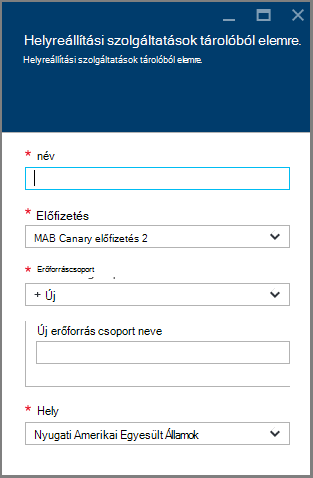 Helyreállítási szolgáltatások tárolóból elemre.
Helyreállítási szolgáltatások tárolóból elemre.
* név
* Előfizetés
MAB Canary előfizetés 2
* Erőforráscsoport
+ Új
Új erőforrás csoport neve
* Hely
Nyugati Amerikai Egyesült Államok